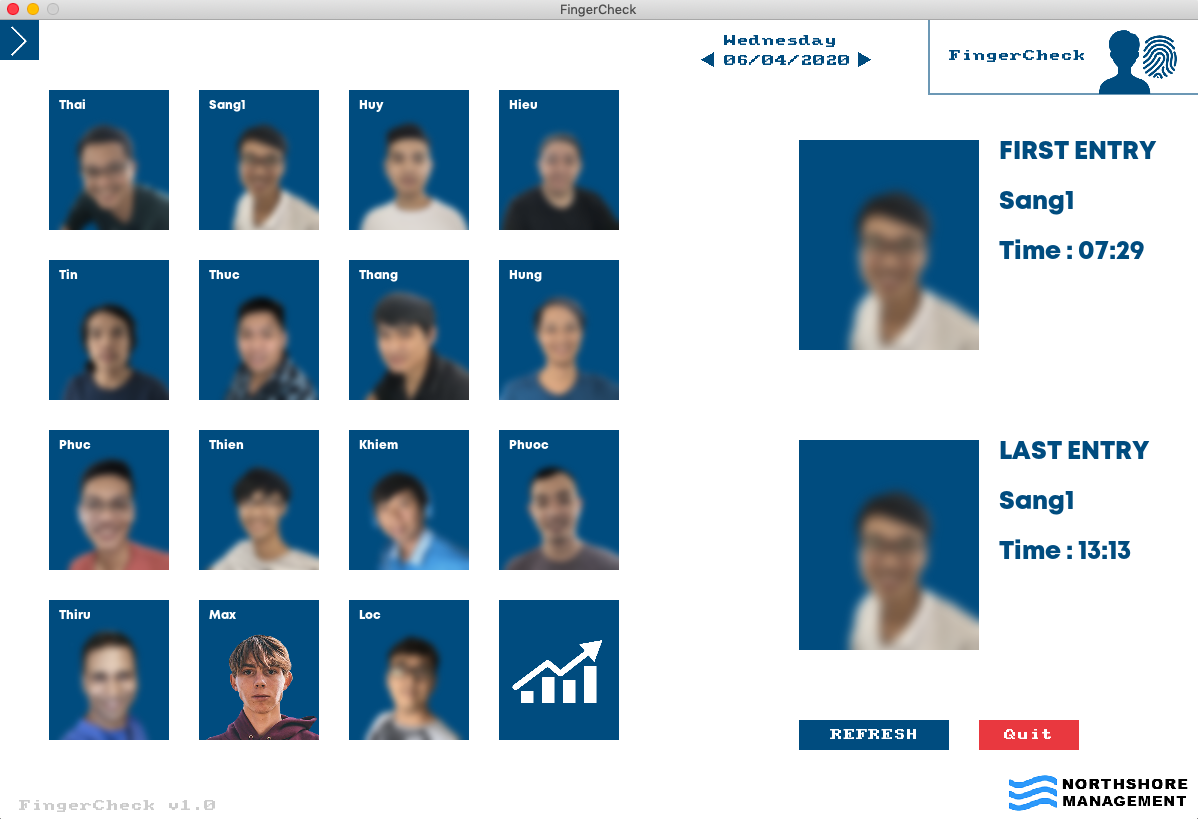 FingerCheck
Wednesday
06/04/2020
FingerCheck
Thai
Sang1
Huy
Hieu
Tin
Thuc
Thang
Hung
Phuc
Thien
Khiem
Phuoc
Thiru
Max
Loc
FIRST ENTRY
Sang1
Time : 07:29
LAST ENTRY
Sang1
Time : 13:13
REFRESH
Quit
FingerCheck v1.0
NORTHSHORE
MANAGEMENT